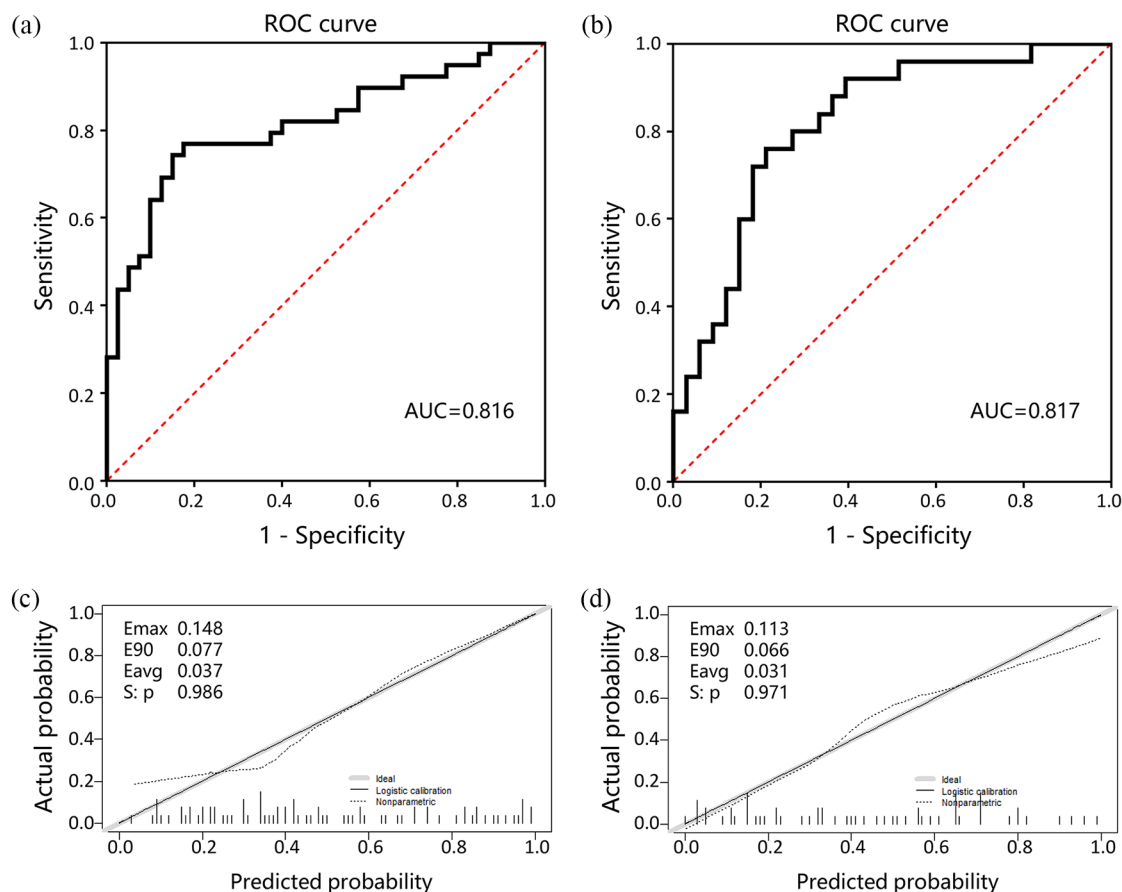 (a)
ROC curve
1.0
0.8
0.6
0.4
0.2
0.0
Sensitivity
AUC=0.816
0.0 0.2 0.4 0.6 0.8 1.0
1 - Specificity
(b)
ROC curve
1.0
0.8
0.6
0.4
0.2
0.0
Sensitivity
AUC=0.817
0.0 0.2 0.4 0.6 0.8 1.0
1 - Specificity
(c)
1.0
0.8
0.6
0.4
0.2
0.0
Actual probability
Emax 0.148
E90 0.077
Eavg 0.037
S: p 0.986
Ideal
Logistic calibration
Nonparametric
0.0 0.2 0.4 0.6 0.8 1.0
Predicted probability
(d)
1.0
0.8
0.6
0.4
0.2
0.0
Actual probability
Emax 0.113
E90 0.066
Eavg 0.031
S: p 0.971
Ideal
Logistic calibration
Nonparametric
0.0 0.2 0.4 0.6 0.8 1.0
Predicted probability